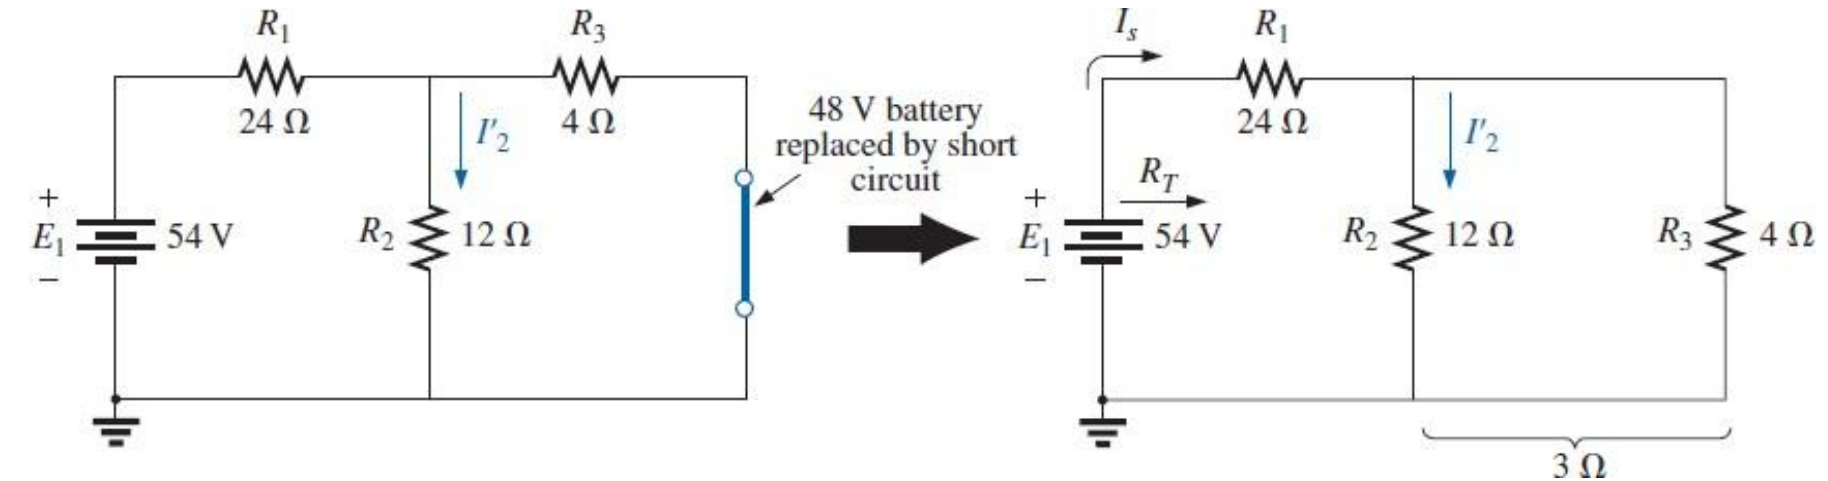 R1
24 Ω
R3
4 Ω
I′2
+
E1
−
54 V
R2
12 Ω
48 V battery
replaced by short
circuit
Is
R1
24 Ω
I′2
RT
+
E1
−
54 V
R2
12 Ω
R3
4 Ω
3 Ω